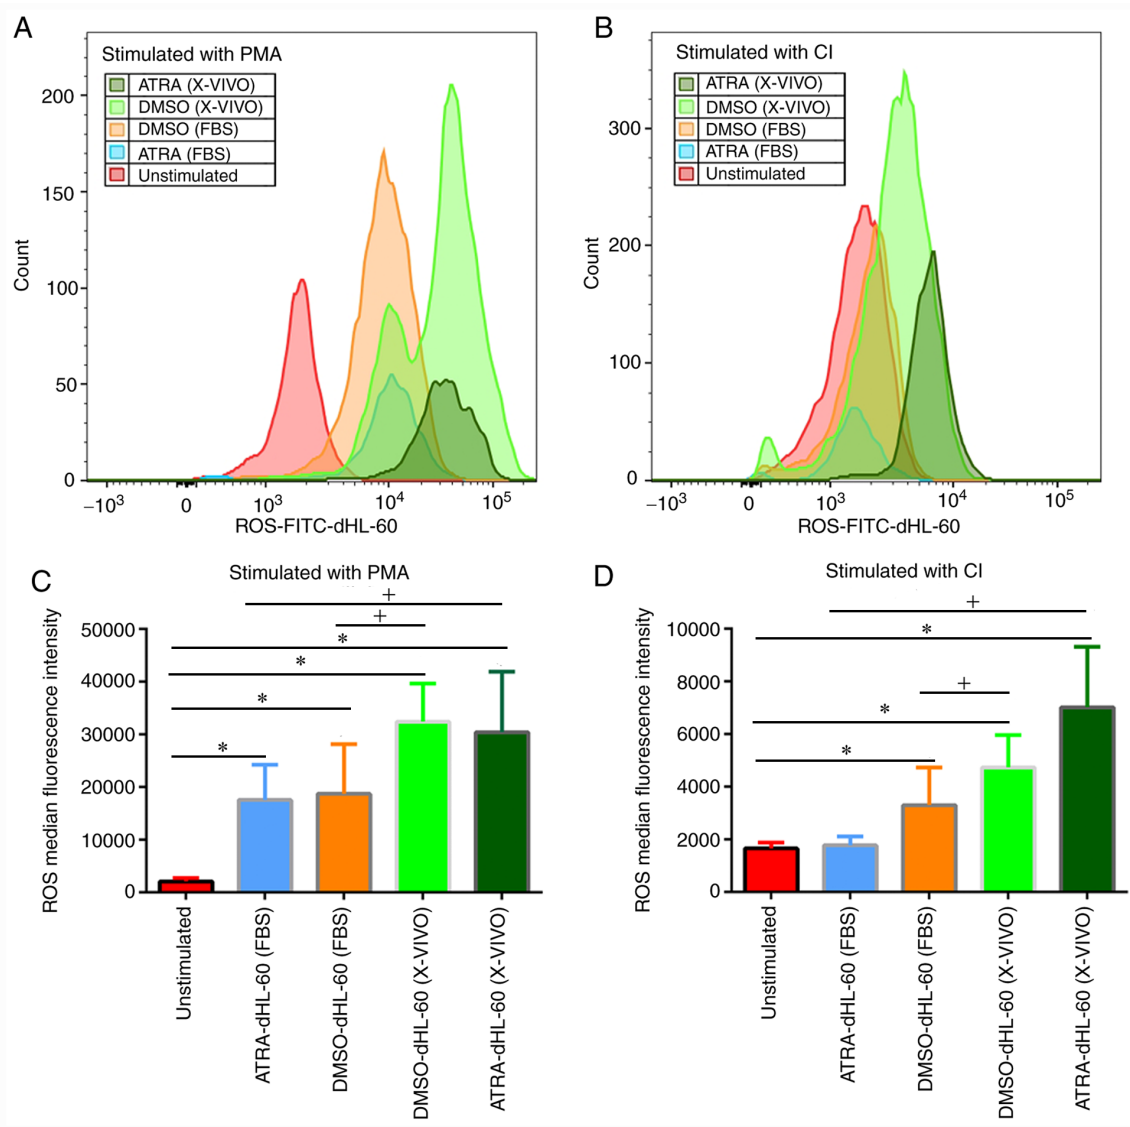 A
Stimulated with PMA
ATRA (X-VIVO)
DMSO (X-VIVO)
DMSO (FBS)
ATRA (FBS)
Unstimulated
200
150
100
50
0
Count
−10³
0
10³
10⁴
10⁵
ROS-FITC-dHL-60
B
Stimulated with CI
ATRA (X-VIVO)
DMSO (X-VIVO)
DMSO (FBS)
ATRA (FBS)
Unstimulated
300
200
100
0
Count
−10³
0
10³
10⁴
10⁵
ROS-FITC-dHL-60
C
Stimulated with PMA
+
+
*
*
*
*
50000
40000
30000
20000
10000
0
ROS median fluorescence intensity
Unstimulated
ATRA-dHL-60 (FBS)
DMSO-dHL-60 (FBS)
DMSO-dHL-60 (X-VIVO)
ATRA-dHL-60 (X-VIVO)
D
Stimulated with CI
+
*
+
*
*
10000
8000
6000
4000
2000
0
ROS median fluorescence intensity
Unstimulated
ATRA-dHL-60 (FBS)
DMSO-dHL-60 (FBS)
DMSO-dHL-60 (X-VIVO)
ATRA-dHL-60 (X-VIVO)